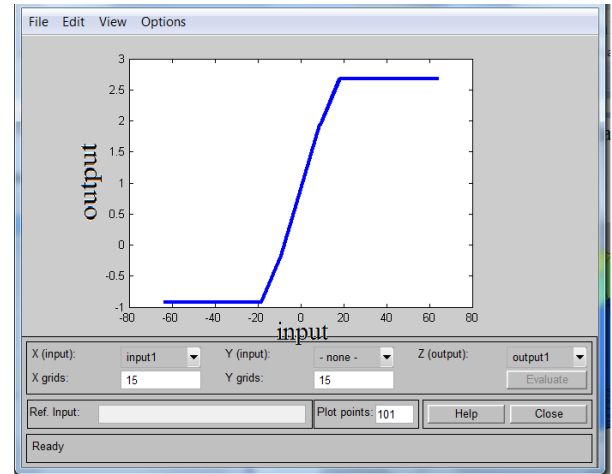 File Edit View Options
3
2.5
2
1.5
1
0.5
0
-0.5
-1
output
-80 -60 -40 -20 0 20 40 60 80
input
X (input): input1 Y (input): - none - Z (output): output1
X grids: 15 Y grids: 15 Evaluate
Ref. Input: Plot points: 101 Help Close
Ready